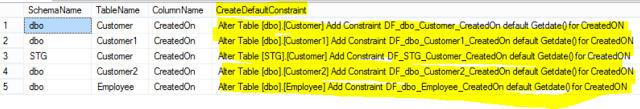 SchemaName TableName ColumnName CreateDefaultConstraint
1 dbo Customer CreatedOn Alter Table [dbo].[Customer] Add Constraint DF_dbo_Customer_CreatedOn default Getdate() for CreatedON
2 dbo Customer1 CreatedOn Alter Table [dbo].[Customer1] Add Constraint DF_dbo_Customer1_CreatedOn default Getdate() for CreatedON
3 STG Customer CreatedOn Alter Table [STG].[Customer] Add Constraint DF_STG_Customer_CreatedOn default Getdate() for CreatedON
4 dbo Customer2 CreatedOn Alter Table [dbo].[Customer2] Add Constraint DF_dbo_Customer2_CreatedOn default Getdate() for CreatedON
5 dbo Employee CreatedOn Alter Table [dbo].[Employee] Add Constraint DF_dbo_Employee_CreatedOn default Getdate() for CreatedON